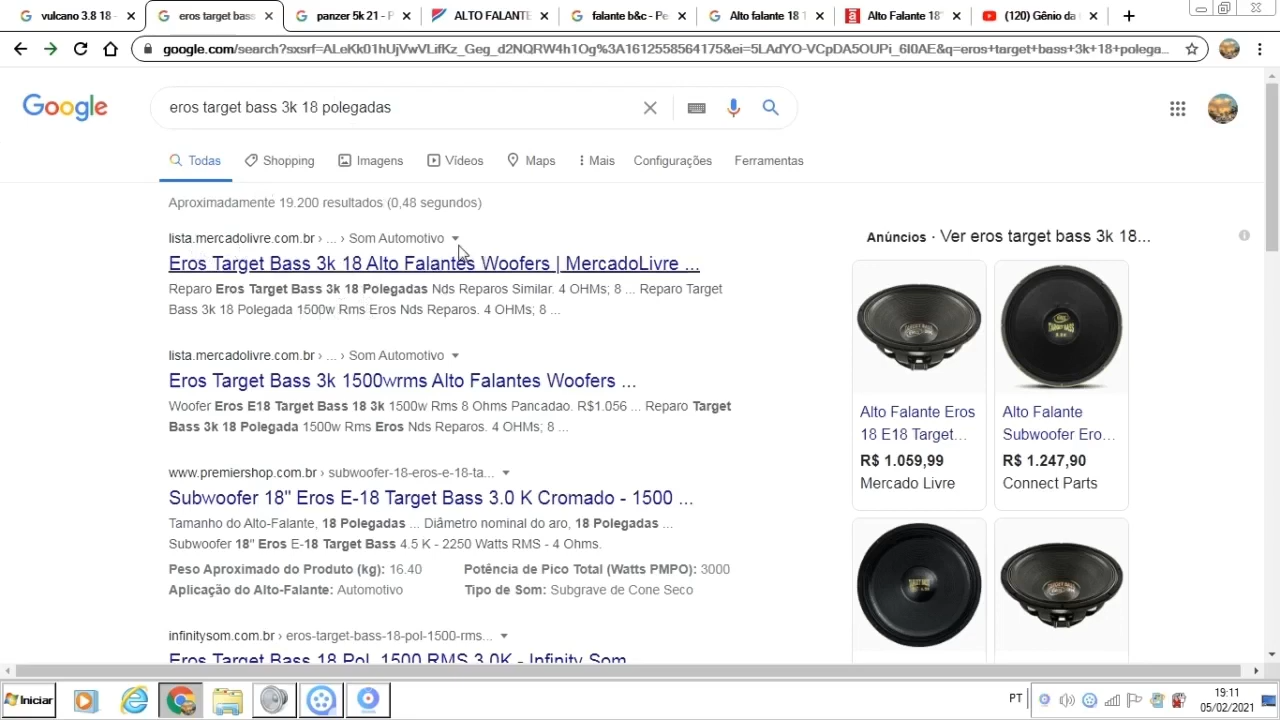 vulcano 3.8 18 -
eros target bass
panzer 5k 21 - P
ALTO FALANTE
falante b&c - Pe
Alto falante 18 1
Alto Falante 18"
(120) Gênio da
google.com/search?sxsrf=ALeKk01hUjVwVLifKz_Geg_d2NQRW4h1Og%3A1612558564175&ei=5LAdYO-VCpDA5OUPi_6I0AE&q=eros+target+bass+3k+18+polega...
Google
eros target bass 3k 18 polegadas
Todas
Shopping
Imagens
Vídeos
Maps
Mais
Configurações
Ferramentas
Aproximadamente 19.200 resultados (0,48 segundos)
lista.mercadolivre.com.br › ... › Som Automotivo
Eros Target Bass 3k 18 Alto Falantes Woofers | MercadoLivre ...
Reparo Eros Target Bass 3k 18 Polegadas Nds Reparos Similar. 4 OHMs; 8 ... Reparo Target
Bass 3k 18 Polegada 1500w Rms Eros Nds Reparos. 4 OHMs; 8 ...
lista.mercadolivre.com.br › ... › Som Automotivo
Eros Target Bass 3k 1500wrms Alto Falantes Woofers ...
Woofer Eros E18 Target Bass 18 3k 1500w Rms 8 Ohms Pancadao. R$1.056 ... Reparo Target
Bass 3k 18 Polegada 1500w Rms Eros Nds Reparos. 4 OHMs; 8 ...
www.premiershop.com.br › subwoofer-18-eros-e-18-ta...
Subwoofer 18" Eros E-18 Target Bass 3.0 K Cromado - 1500 ...
Tamanho do Alto-Falante, 18 Polegadas ... Diâmetro nominal do aro, 18 Polegadas ...
Subwoofer 18" Eros E-18 Target Bass 4.5 K - 2250 Watts RMS - 4 Ohms.
Peso Aproximado do Produto (kg): 16.40
Potência de Pico Total (Watts PMPO): 3000
Aplicação do Alto-Falante: Automotivo
Tipo de Som: Subgrave de Cone Seco
infinitysom.com.br › eros-target-bass-18-pol-1500-rms...
Eros Target Bass 18 Pol. 1500 RMS 3.0K - Infinity Som
Anúncios · Ver eros target bass 3k 18...
Alto Falante Eros
18 E18 Target...
R$ 1.059,99
Mercado Livre
Alto Falante
Subwoofer Ero...
R$ 1.247,90
Connect Parts
Iniciar
PT
19:11
05/02/2021